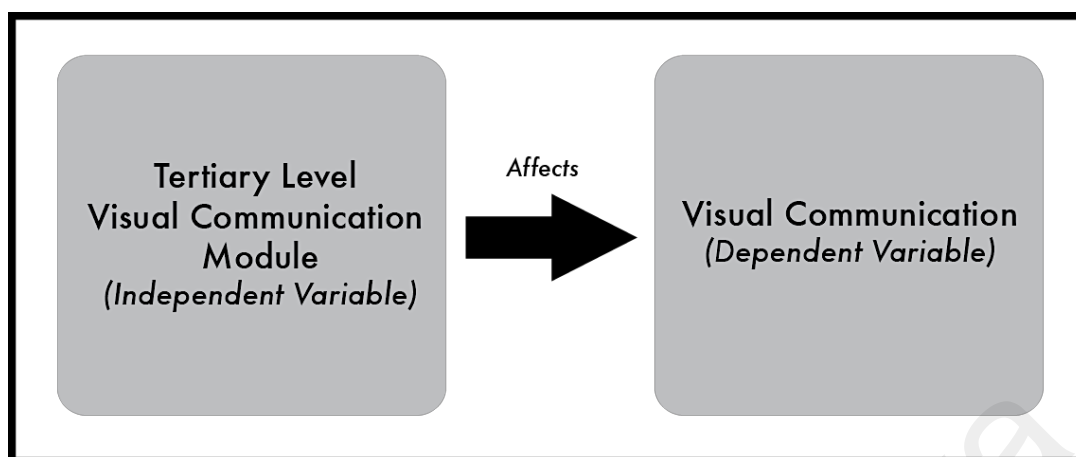 Tertiary Level
Visual Communication
Module
(Independent Variable)
Affects
Visual Communication
(Dependent Variable)